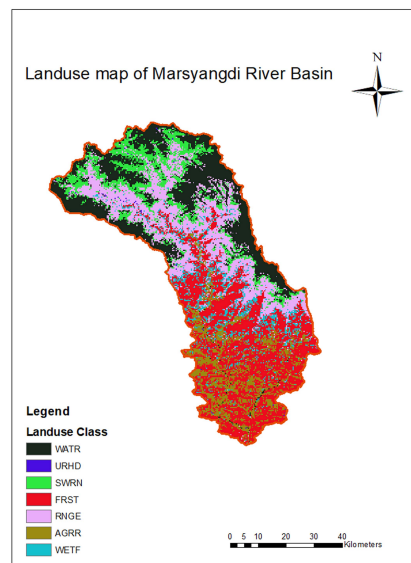 N
Landuse map of Marsyangdi River Basin
Legend
Landuse Class
WATR
URHD
SWRN
FRST
RNGE
AGRR
WETF
0 5 10 20 30 40
Kilometers